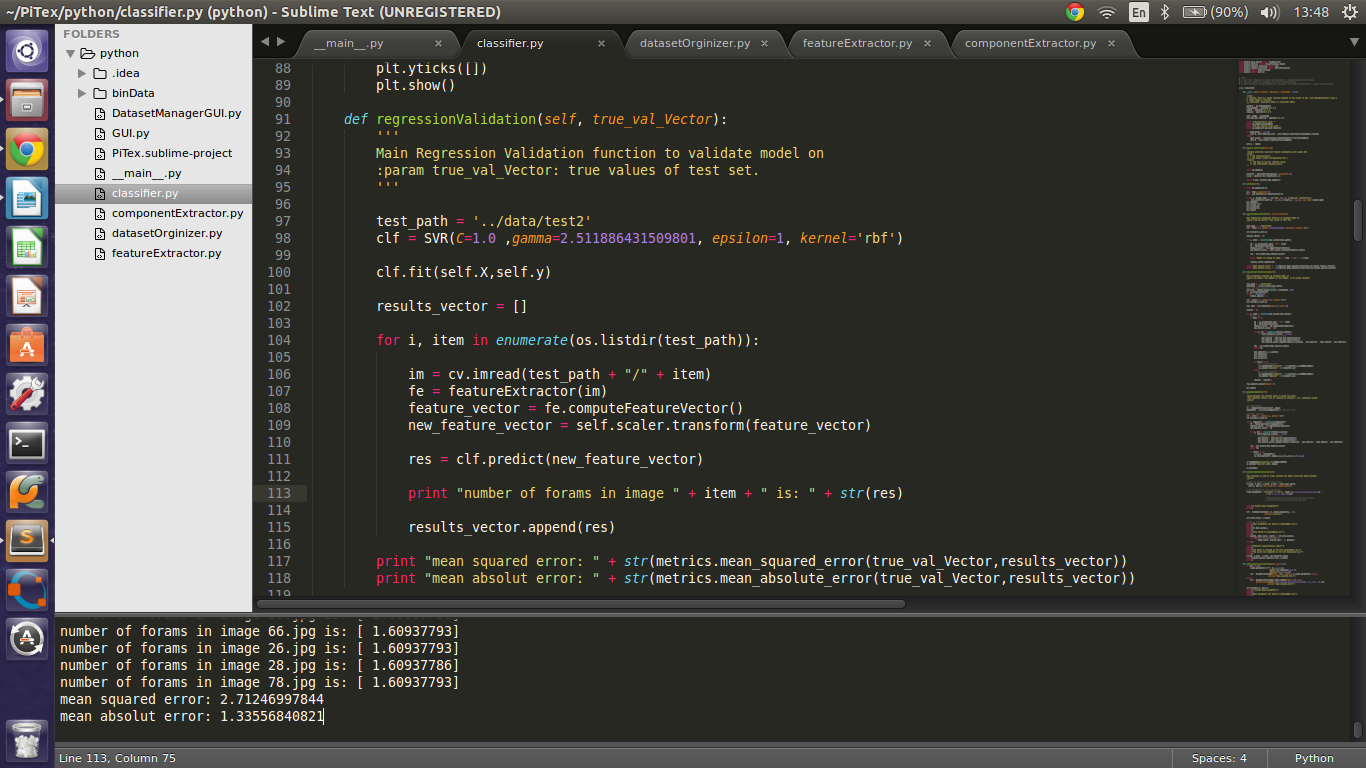 ~/PiTex/python/classifier.py (python) - Sublime Text (UNREGISTERED)
En
(90%)
13:48
FOLDERS
python
.idea
binData
DatasetManagerGUI.py
GUI.py
PiTex.sublime-project
__main__.py
classifier.py
componentExtractor.py
datasetOrginizer.py
featureExtractor.py
__main__.py
classifier.py
datasetOrginizer.py
featureExtractor.py
componentExtractor.py
88 plt.yticks([])
89 plt.show()
90
91 def regressionValidation(self, true_val_Vector):
92 '''
93 Main Regression Validation function to validate model on
94 :param true_val_Vector: true values of test set.
95 '''
96
97 test_path = '../data/test2'
98 clf = SVR(C=1.0 ,gamma=2.511886431509801, epsilon=1, kernel='rbf')
99
100 clf.fit(self.X,self.y)
101
102 results_vector = []
103
104 for i, item in enumerate(os.listdir(test_path)):
105
106 im = cv.imread(test_path + "/" + item)
107 fe = featureExtractor(im)
108 feature_vector = fe.computeFeatureVector()
109 new_feature_vector = self.scaler.transform(feature_vector)
110
111 res = clf.predict(new_feature_vector)
112
113 print "number of forams in image " + item + " is: " + str(res)
114
115 results_vector.append(res)
116
117 print "mean squared error: " + str(metrics.mean_squared_error(true_val_Vector,results_vector))
118 print "mean absolut error: " + str(metrics.mean_absolute_error(true_val_Vector,results_vector))
119
number of forams in image 66.jpg is: [ 1.60937793]
number of forams in image 26.jpg is: [ 1.60937793]
number of forams in image 28.jpg is: [ 1.60937786]
number of forams in image 78.jpg is: [ 1.60937793]
mean squared error: 2.71246997844
mean absolut error: 1.33556840821
Line 113, Column 75
Spaces: 4
Python